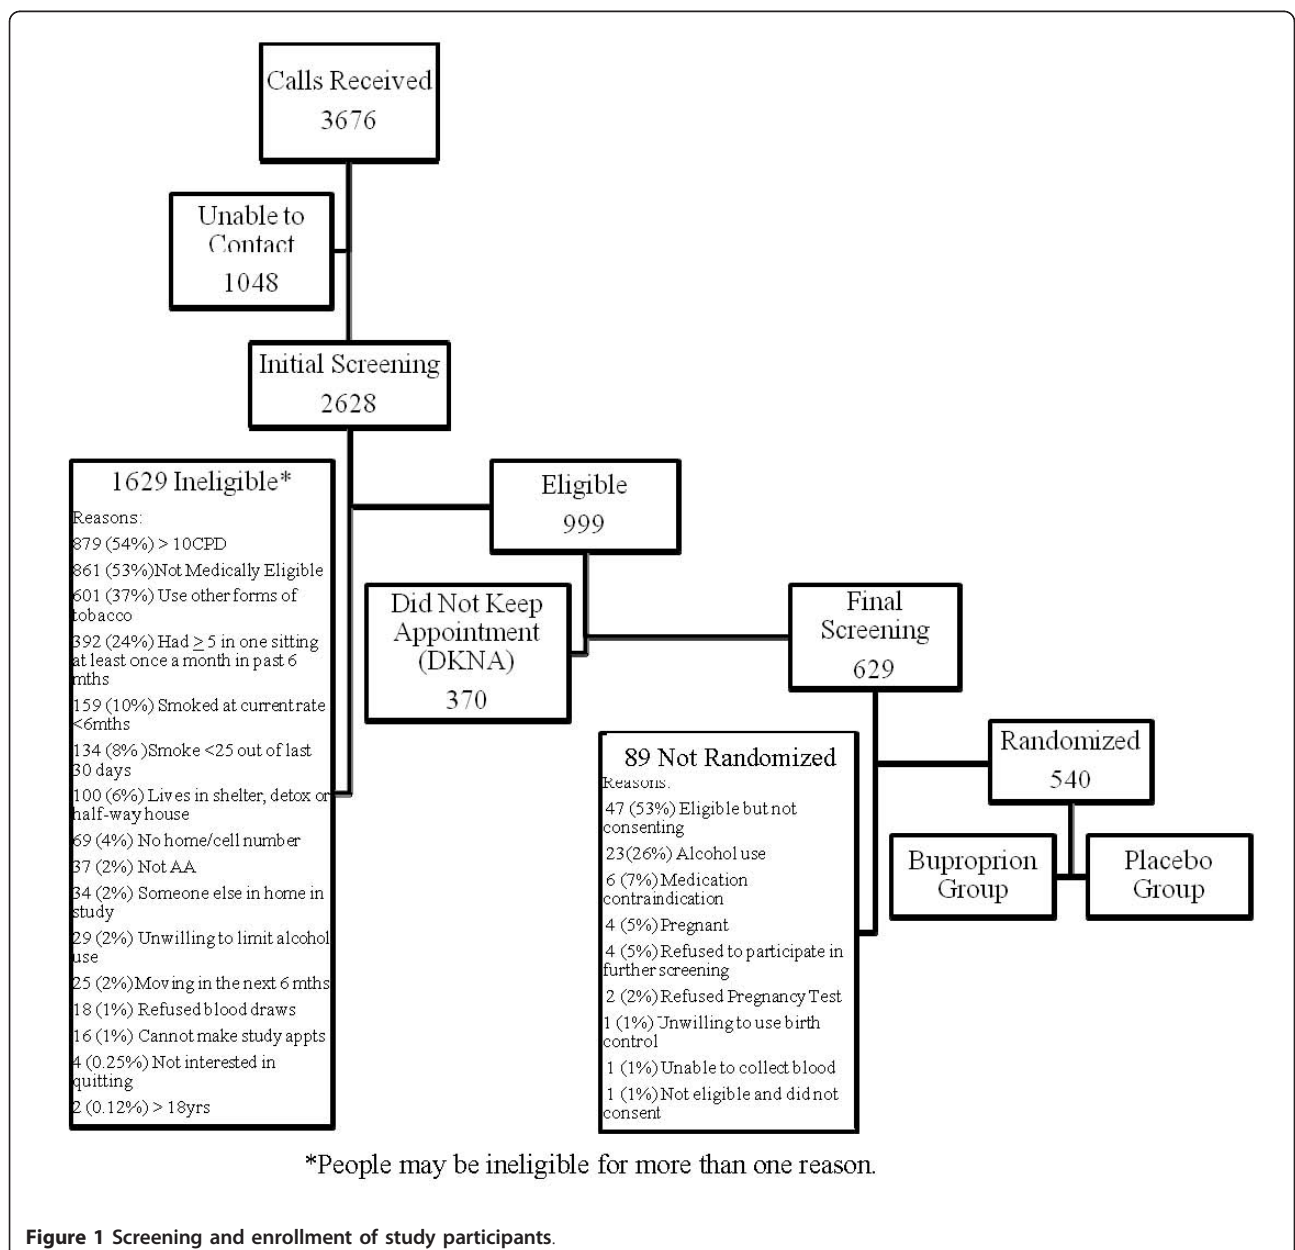 Calls Received
3676
Unable to
Contact
1048
Initial Screening
2628
1629 Ineligible*
Reasons:
879 (54%) > 10CPD
861 (53%)Not Medically Eligible
601 (37%) Use other forms of
tobacco
392 (24%) Had ≥ 5 in one sitting
at least once a month in past 6
mths
159 (10%) Smoked at current rate
<6mths
134 (8%)Smoke <25 out of last
30 days
100 (6%) Lives in shelter, detox or
half-way house
69 (4%) No home/cell number
37 (2%) Not AA
34 (2%) Someone else in home in
study
29 (2%) Unwilling to limit alcohol
use
25 (2%)Moving in the next 6 mths
18 (1%) Refused blood draws
16 (1%) Cannot make study appts
4 (0.25%) Not interested in
quitting
2 (0.12%) > 18yrs
Eligible
999
Did Not Keep
Appointment
(DKNA)
370
Final
Screening
629
89 Not Randomized
Reasons:
47 (53%) Eligible but not
consenting
23(26%) Alcohol use
6 (7%) Medication
contraindication
4 (5%) Pregnant
4 (5%) Refused to participate in
further screening
2 (2%) Refused Pregnancy Test
1 (1%) Unwilling to use birth
control
1 (1%) Unable to collect blood
1 (1%) Not eligible and did not
consent
Randomized
540
Buproprion
Group
Placebo
Group
*People may be ineligible for more than one reason.
Figure 1 Screening and enrollment of study participants.